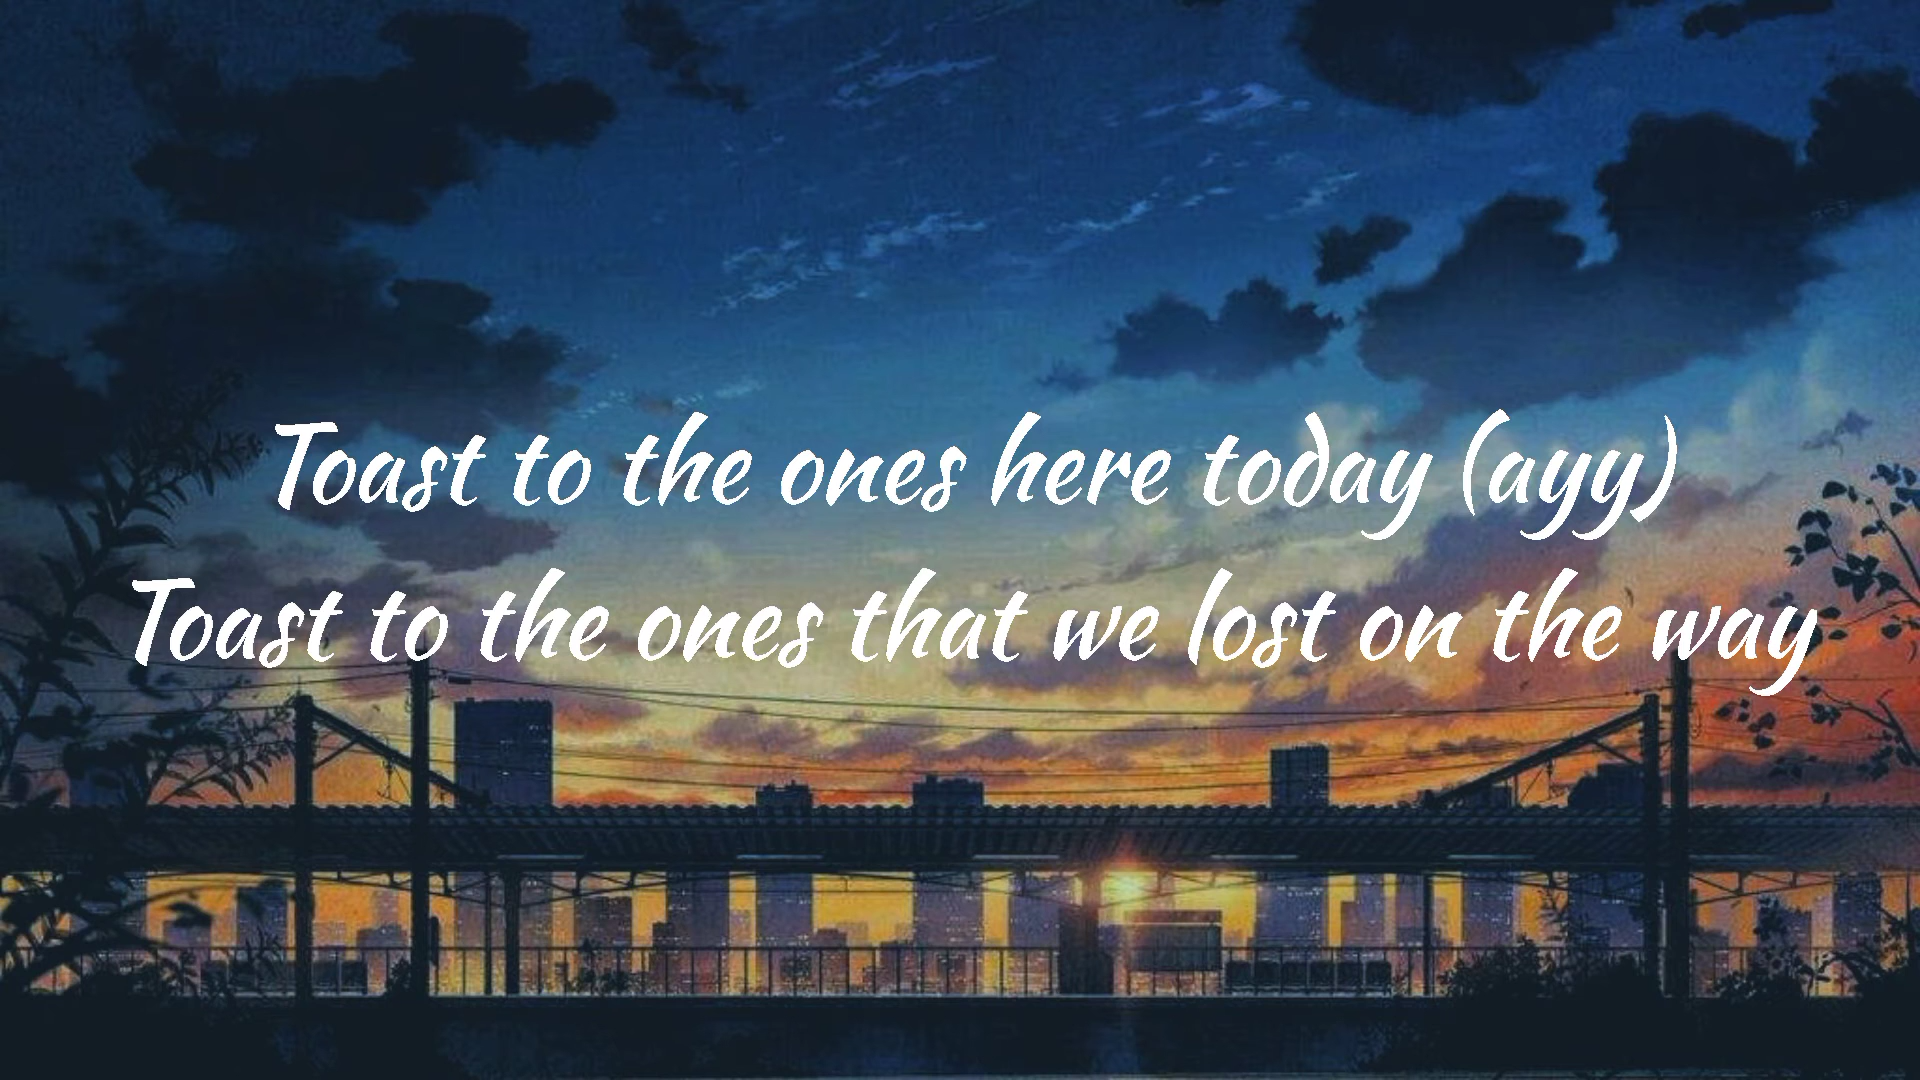 Toast to the ones here today (ayy)
Toast to the ones that we lost on the way